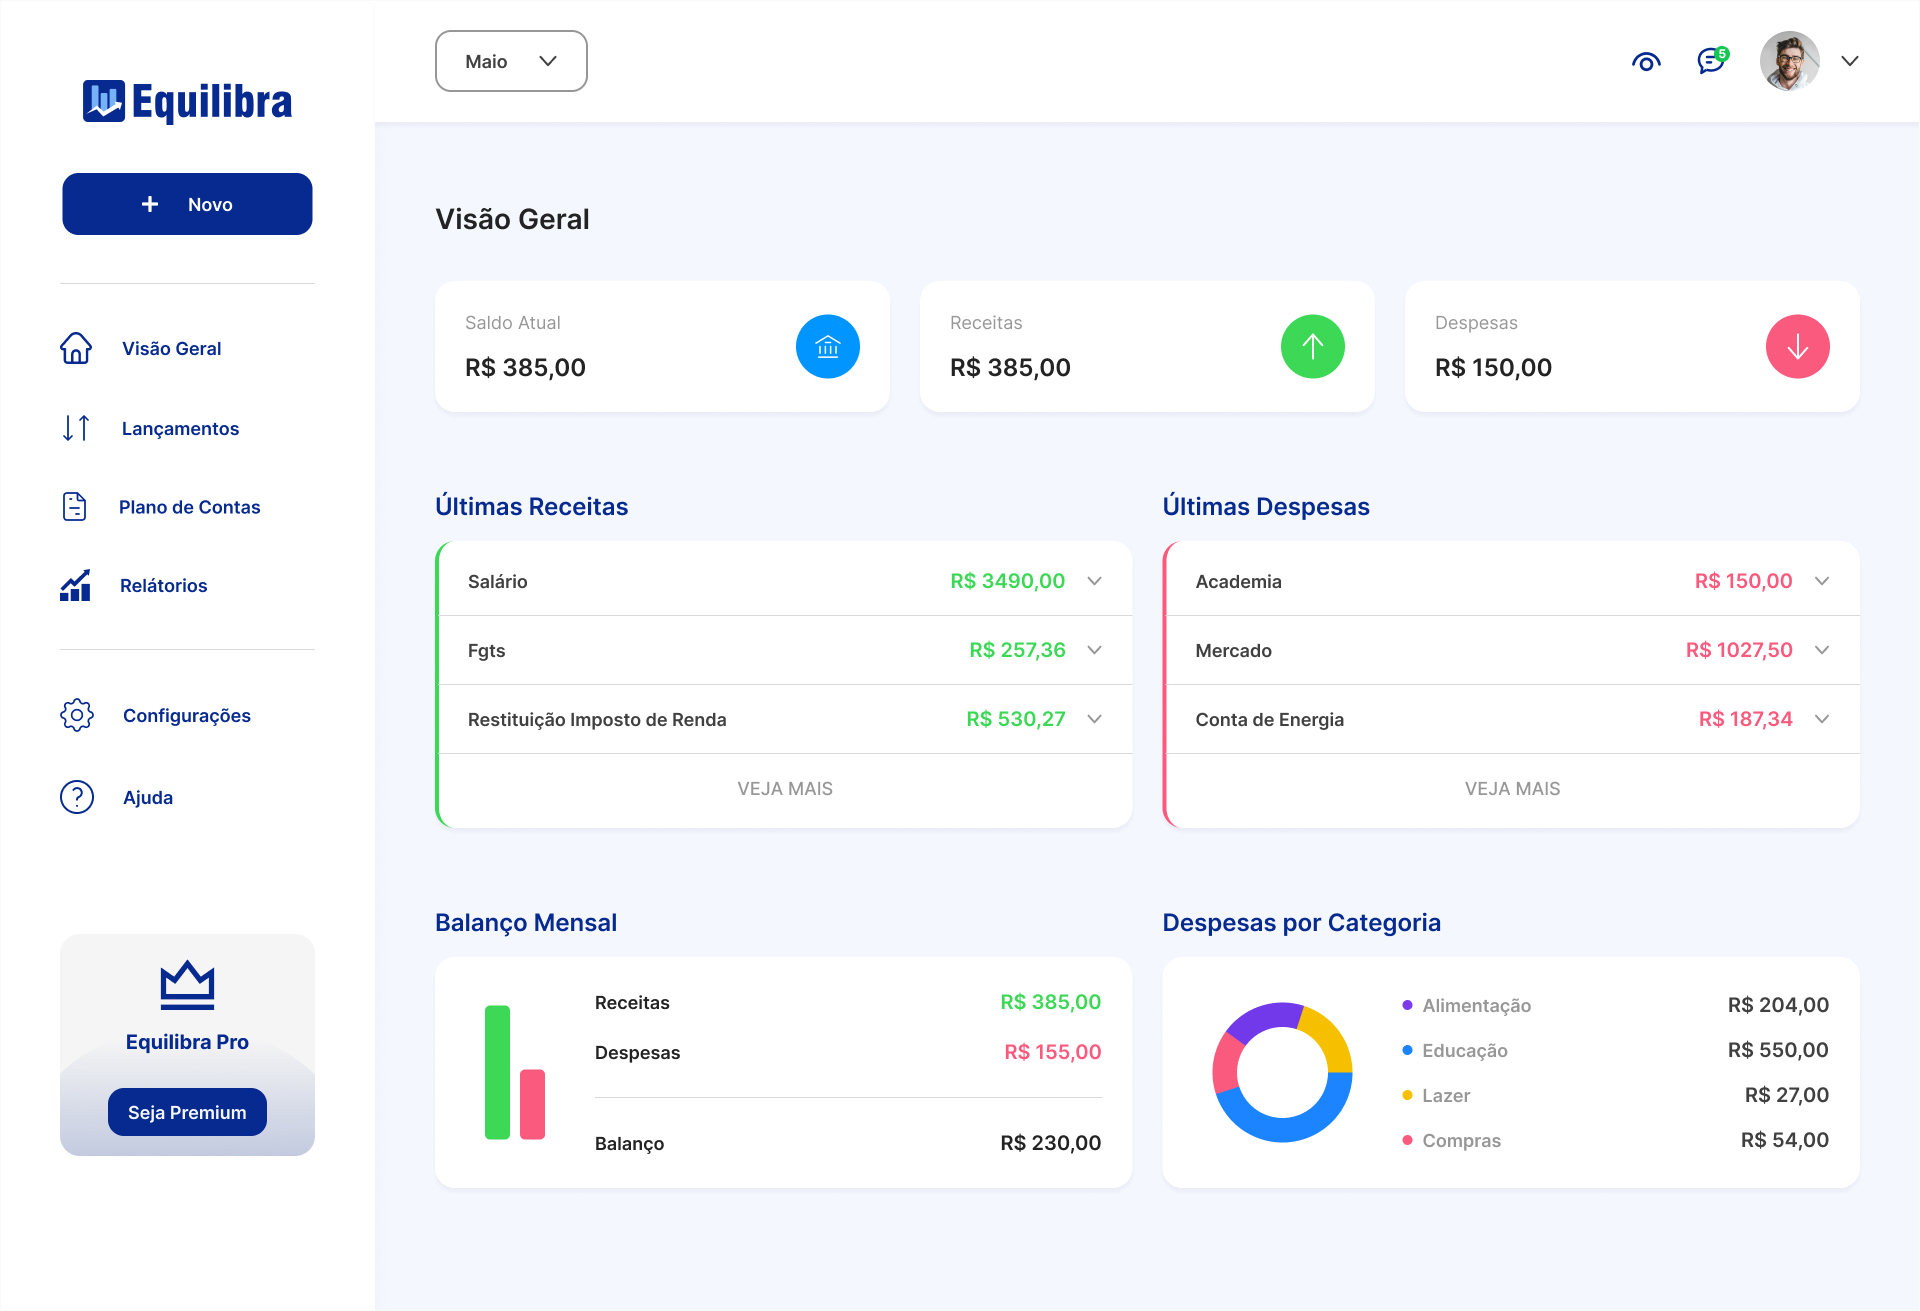 Equilibra
Novo
Visão Geral
Lançamentos
Plano de Contas
Relátorios
Configurações
Ajuda
Equilibra Pro
Seja Premium
Maio
5
Visão Geral
Saldo Atual
R$ 385,00
Receitas
R$ 385,00
Despesas
R$ 150,00
Últimas Receitas
Salário R$ 3490,00
Fgts R$ 257,36
Restituição Imposto de Renda R$ 530,27
VEJA MAIS
Últimas Despesas
Academia R$ 150,00
Mercado R$ 1027,50
Conta de Energia R$ 187,34
VEJA MAIS
Balanço Mensal
Receitas R$ 385,00
Despesas R$ 155,00
Balanço R$ 230,00
Despesas por Categoria
Alimentação R$ 204,00
Educação R$ 550,00
Lazer R$ 27,00
Compras R$ 54,00